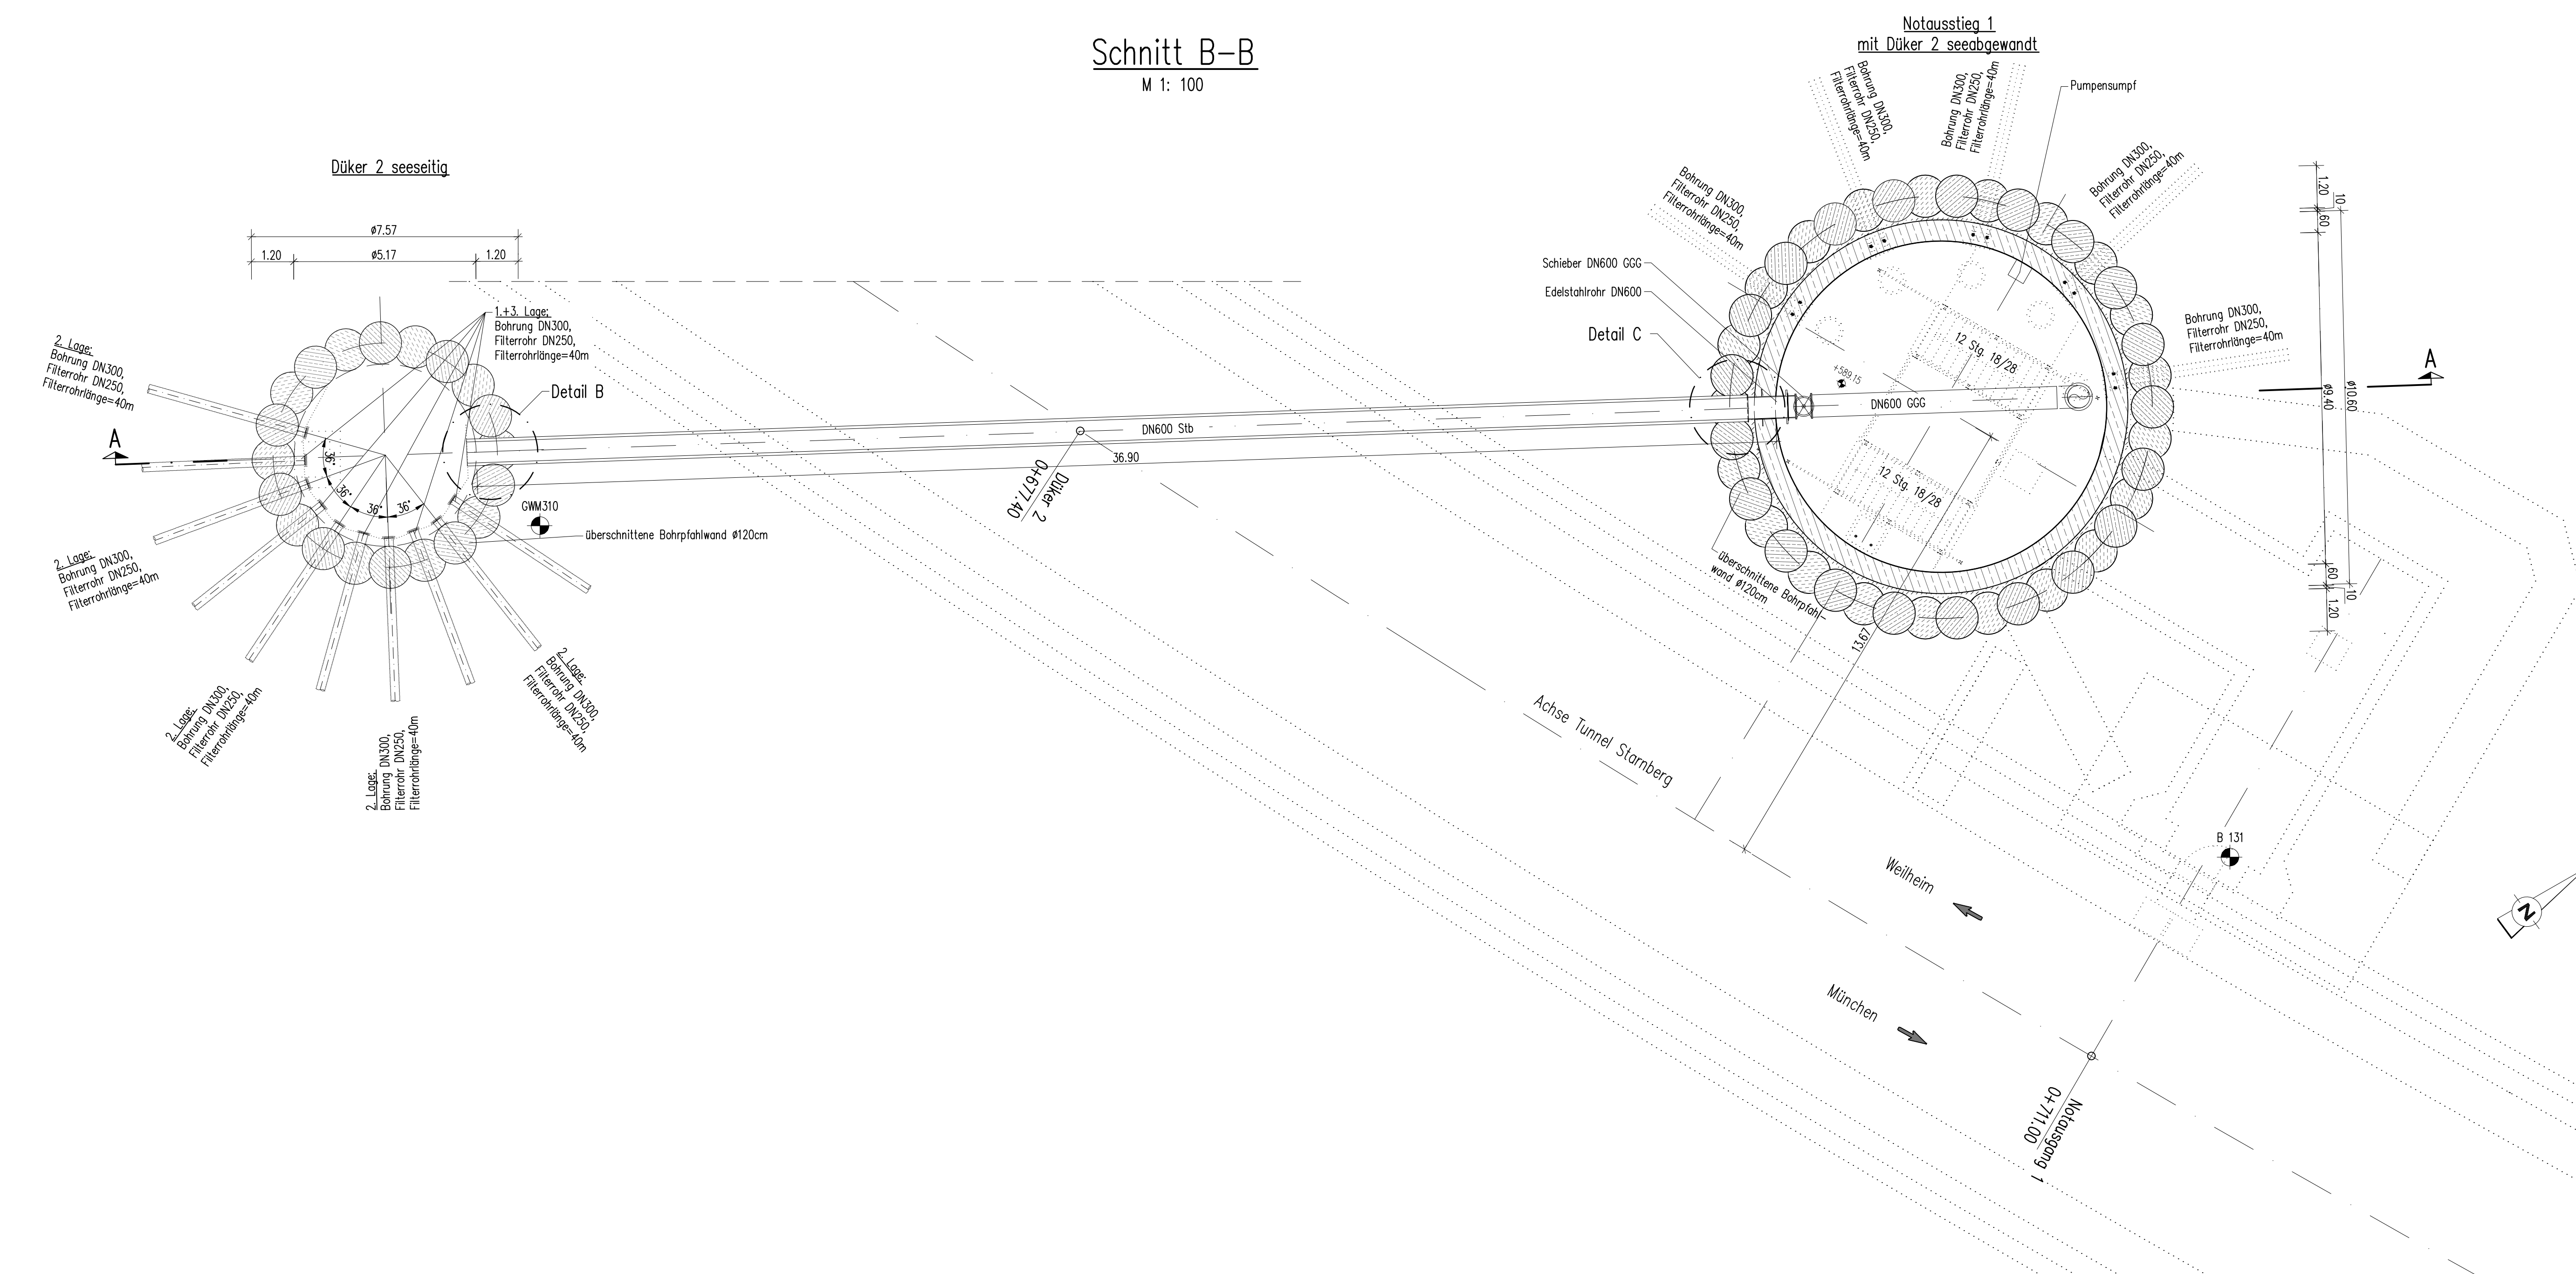 Schnitt B-B
M 1: 100
Düker 2 seeseitig
ø7.57
1.20
ø5.17
1.20
1.+3. Lage:
Bohrung DN300,
Filterrohr DN250,
Filterrohrlänge=40m
Detail B
2. Lage:
Bohrung DN300,
Filterrohr DN250,
Filterrohrlänge=40m
A
36°
36°
36°
36°
GWM310
überschnittene Bohrpfahlwand ø120cm
2. Lage:
Bohrung DN300,
Filterrohr DN250,
Filterrohrlänge=40m
2. Lage:
Bohrung DN300,
Filterrohr DN250,
Filterrohrlänge=40m
2. Lage:
Bohrung DN300,
Filterrohr DN250,
Filterrohrlänge=40m
2. Lage:
Bohrung DN300,
Filterrohr DN250,
Filterrohrlänge=40m
DN600 Stb
36.90
Düker 2
0+677.40
Notausstieg 1
mit Düker 2 seeabgewandt
Bohrung DN300,
Filterrohr DN250,
Filterrohrlänge=40m
Bohrung DN300,
Filterrohr DN250,
Filterrohrlänge=40m
Pumpensumpf
Bohrung DN300,
Filterrohr DN250,
Filterrohrlänge=40m
Bohrung DN300,
Filterrohr DN250,
Filterrohrlänge=40m
Schieber DN600 GGG
Edelstahlrohr DN600
Detail C
Bohrung DN300,
Filterrohr DN250,
Filterrohrlänge=40m
12 Stg. 18/28
+589.15
DN600 GGG
12 Stg. 18/28
überschnittene Bohrpfahl-
wand ø120cm
13.67
1.20
10
60
ø9.40
ø10.60
60
10
1.20
A
Achse Tunnel Starnberg
Weilheim
München
B 131
N
Notausgang 1
0+711.00